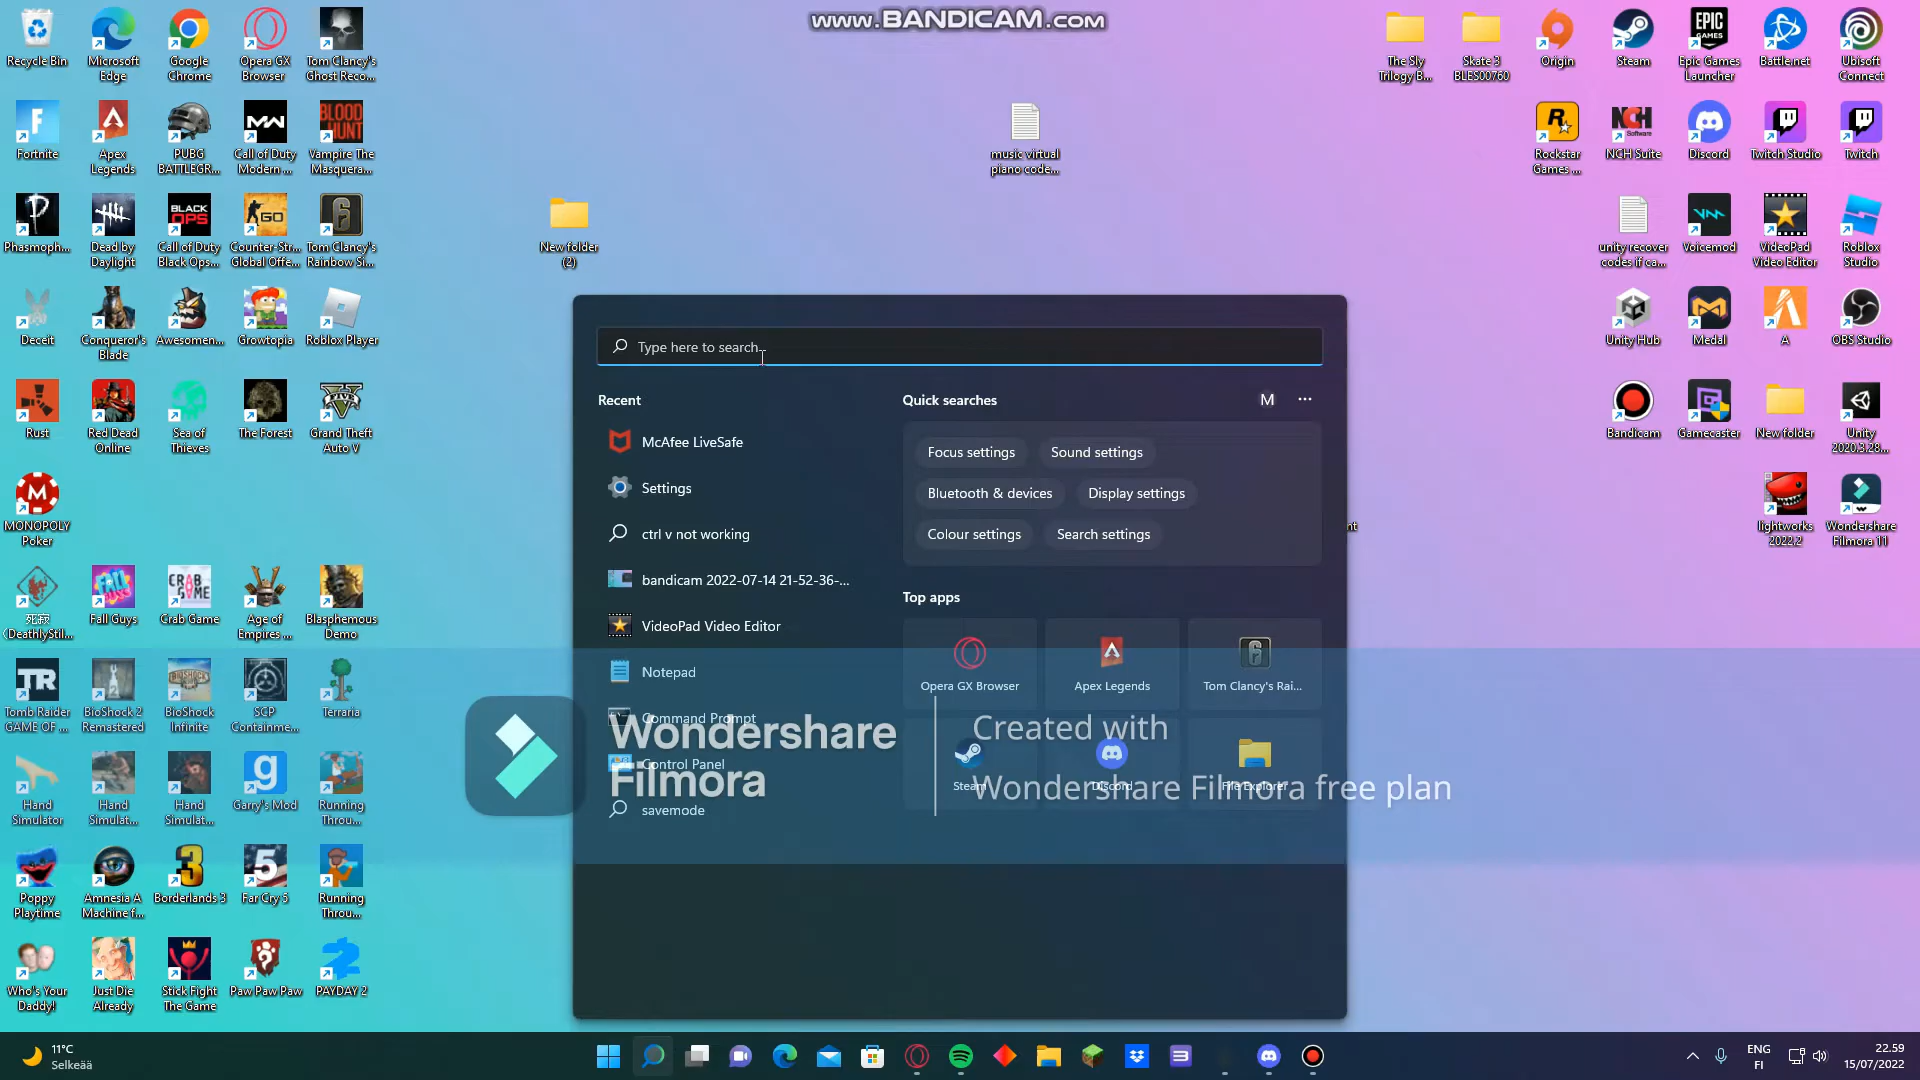 www.BANDICAM.com
Recycle Bin
Microsoft
Edge
Google
Chrome
Opera GX
Browser
Tom Clancy's
Ghost Reco...
The Sly
Trilogy B...
Skate 3
BLES00760
Origin
Steam
Epic Games
Launcher
Battle.net
Ubisoft
Connect
Fortnite
Apex
Legends
PUBG
BATTLEGR...
Call of Duty
Modern ...
Vampire The
Masquera...
music virtual
piano code...
Rockstar
Games ...
NCH Suite
Discord
Twitch Studio
Twitch
Phasmoph...
Dead by
Daylight
Call of Duty
Black Ops...
Counter-Str...
Global Offe...
Tom Clancy's
Rainbow Si...
New folder
(2)
unity recover
codes if ca...
Voicemod
VideoPad
Video Editor
Roblox
Studio
Deceit
Conqueror's
Blade
Awesomen...
Growtopia
Roblox Player
Unity Hub
Medal
A
OBS Studio
Rust
Red Dead
Online
Sea of
Thieves
The Forest
Grand Theft
Auto V
Bandicam
Gamecaster
New folder
Unity
2020.3.28...
MONOPOLY
Poker
lightworks
2022.2
Wondershare
Filmora 11
死寂
(DeathlyStil...
Fall Guys
Crab Game
Age of
Empires ...
Blasphemous
Demo
Tomb Raider
GAME OF ...
BioShock 2
Remastered
BioShock
Infinite
SCP
Containme...
Terraria
Hand
Simulator
Hand
Simulat...
Hand
Simulat...
Garry's Mod
Running
Throu...
Poppy
Playtime
Amnesia A
Machine f...
Borderlands 3
Far Cry 5
Running
Throu...
Who's Your
Daddy!
Just Die
Already
Stick Fight
The Game
Paw Paw Paw
PAYDAY 2
Type here to search
Recent
McAfee LiveSafe
Settings
ctrl v not working
bandicam 2022-07-14 21-52-36-...
VideoPad Video Editor
Notepad
Command Prompt
Control Panel
savemode
Quick searches
M
Focus settings
Sound settings
Bluetooth & devices
Display settings
Colour settings
Search settings
Top apps
Opera GX Browser
Apex Legends
Tom Clancy's Rai...
Steam
Discord
File Explorer
Wondershare
Filmora
Created with
Wondershare Filmora free plan
11°C
Selkeää
ENG
FI
22.59
15/07/2022